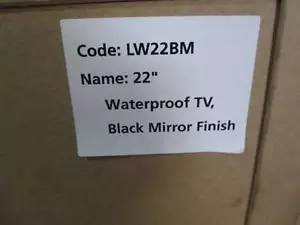 Code: LW22BM
Name: 22"
Waterproof TV,
Black Mirror Finish